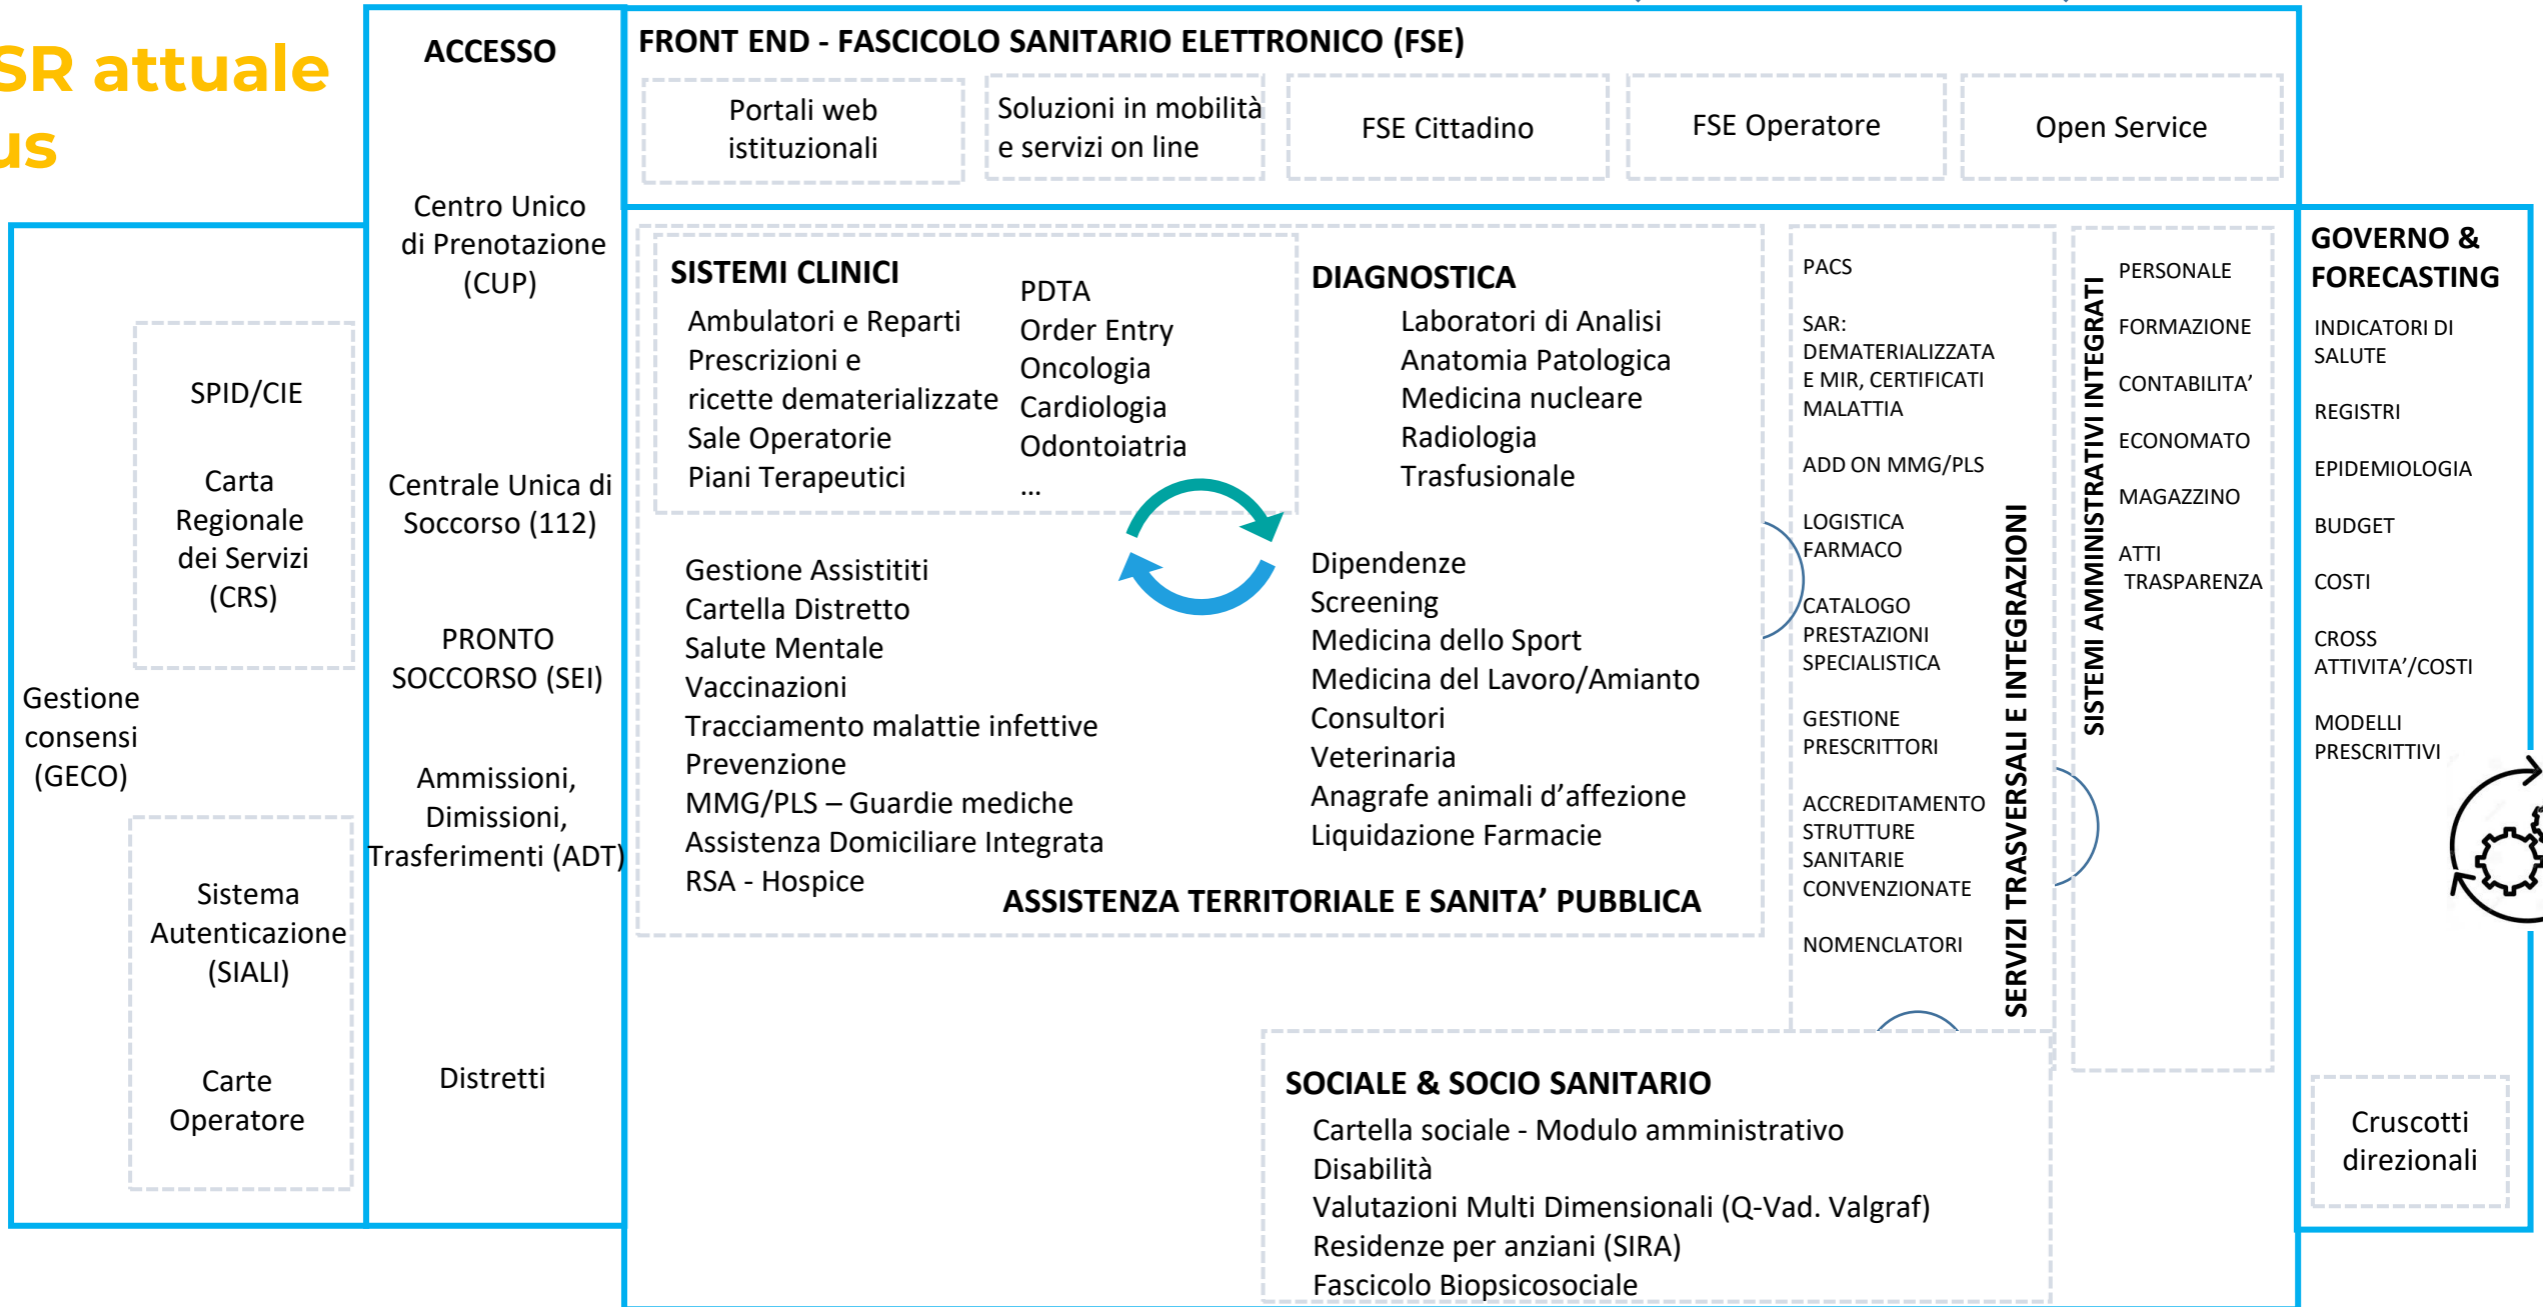 SR attuale
us
ACCESSO
Centro Unico
di Prenotazione
(CUP)
Centrale Unica di
Soccorso (112)
PRONTO
SOCCORSO (SEI)
Ammissioni,
Dimissioni,
Trasferimenti (ADT)
Distretti
SPID/CIE
Carta
Regionale
dei Servizi
(CRS)
Gestione
consensi
(GECO)
Sistema
Autenticazione
(SIALI)
Carte
Operatore
FRONT END - FASCICOLO SANITARIO ELETTRONICO (FSE)
Portali web
istituzionali
Soluzioni in mobilità
e servizi on line
FSE Cittadino
FSE Operatore
Open Service
SISTEMI CLINICI
Ambulatori e Reparti
Prescrizioni e
ricette dematerializzate
Sale Operatorie
Piani Terapeutici
PDTA
Order Entry
Oncologia
Cardiologia
Odontoiatria
...
DIAGNOSTICA
Laboratori di Analisi
Anatomia Patologica
Medicina nucleare
Radiologia
Trasfusionale
Gestione Assistititi
Cartella Distretto
Salute Mentale
Vaccinazioni
Tracciamento malattie infettive
Prevenzione
MMG/PLS – Guardie mediche
Assistenza Domiciliare Integrata
RSA - Hospice
Dipendenze
Screening
Medicina dello Sport
Medicina del Lavoro/Amianto
Consultori
Veterinaria
Anagrafe animali d'affezione
Liquidazione Farmacie
ASSISTENZA TERRITORIALE E SANITA' PUBBLICA
PACS
SAR:
DEMATERIALIZZATA
E MIR, CERTIFICATI
MALATTIA
ADD ON MMG/PLS
LOGISTICA
FARMACO
CATALOGO
PRESTAZIONI
SPECIALISTICA
GESTIONE
PRESCRITTORI
ACCREDITAMENTO
STRUTTURE
SANITARIE
CONVENZIONATE
NOMENCLATORI
SERVIZI TRASVERSALI E INTEGRAZIONI
SISTEMI AMMINISTRATIVI INTEGRATI
PERSONALE
FORMAZIONE
CONTABILITA'
ECONOMATO
MAGAZZINO
ATTI
TRASPARENZA
SOCIALE & SOCIO SANITARIO
Cartella sociale - Modulo amministrativo
Disabilità
Valutazioni Multi Dimensionali (Q-Vad. Valgraf)
Residenze per anziani (SIRA)
Fascicolo Biopsicosociale
GOVERNO &
FORECASTING
INDICATORI DI
SALUTE
REGISTRI
EPIDEMIOLOGIA
BUDGET
COSTI
CROSS
ATTIVITA'/COSTI
MODELLI
PRESCRITTIVI
Cruscotti
direzionali